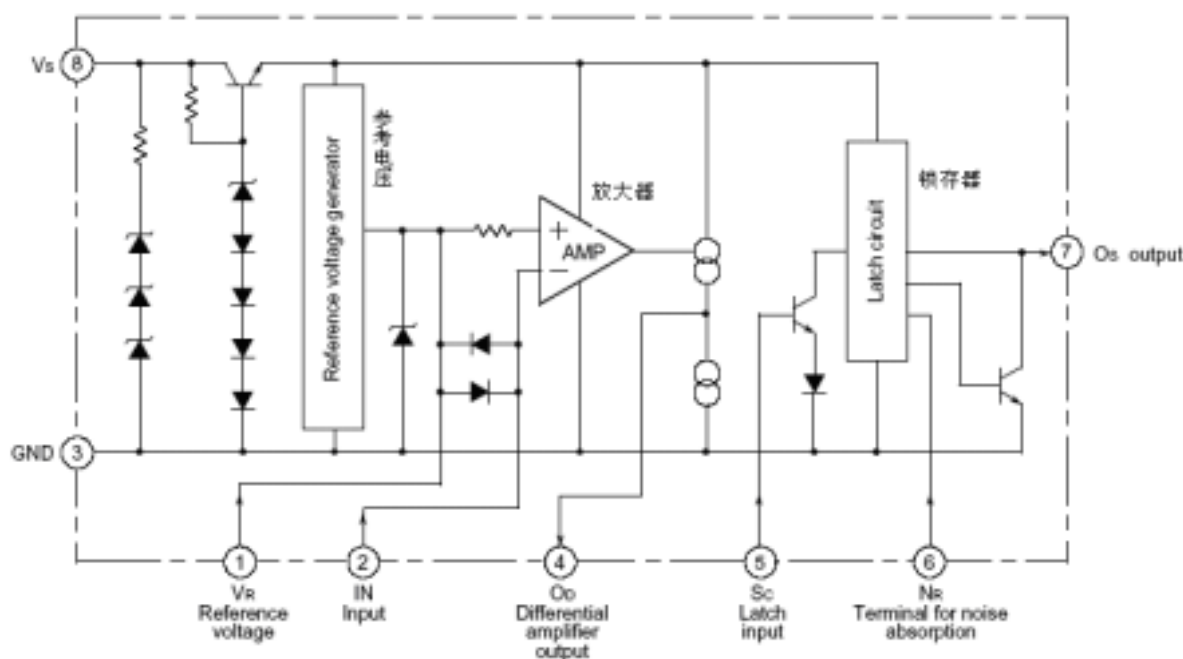 Vs 8
Reference voltage generator
参考电压
放大器
AMP
+
−
锁存器
Latch circuit
7 Os output
GND 3
1
VR
Reference
voltage
2
IN
Input
4
OD
Differential
amplifier
output
5
Sc
Latch
input
6
NR
Terminal for noise
absorption